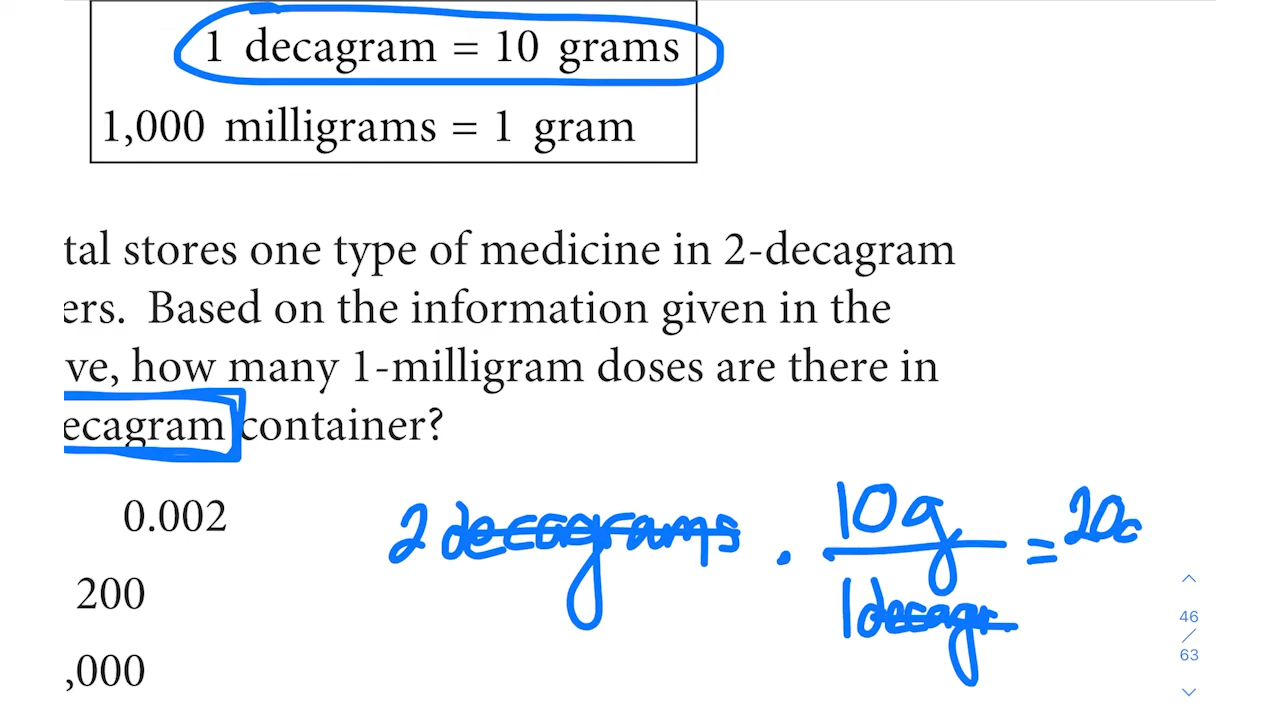 1 decagram = 10 grams
1,000 milligrams = 1 gram
tal stores one type of medicine in 2-decagram
ers. Based on the information given in the
ve, how many 1-milligram doses are there in
ecagram container?
0.002
200
,000
2 decagrams · 10g / 1 decagr. = 20
46
/
63